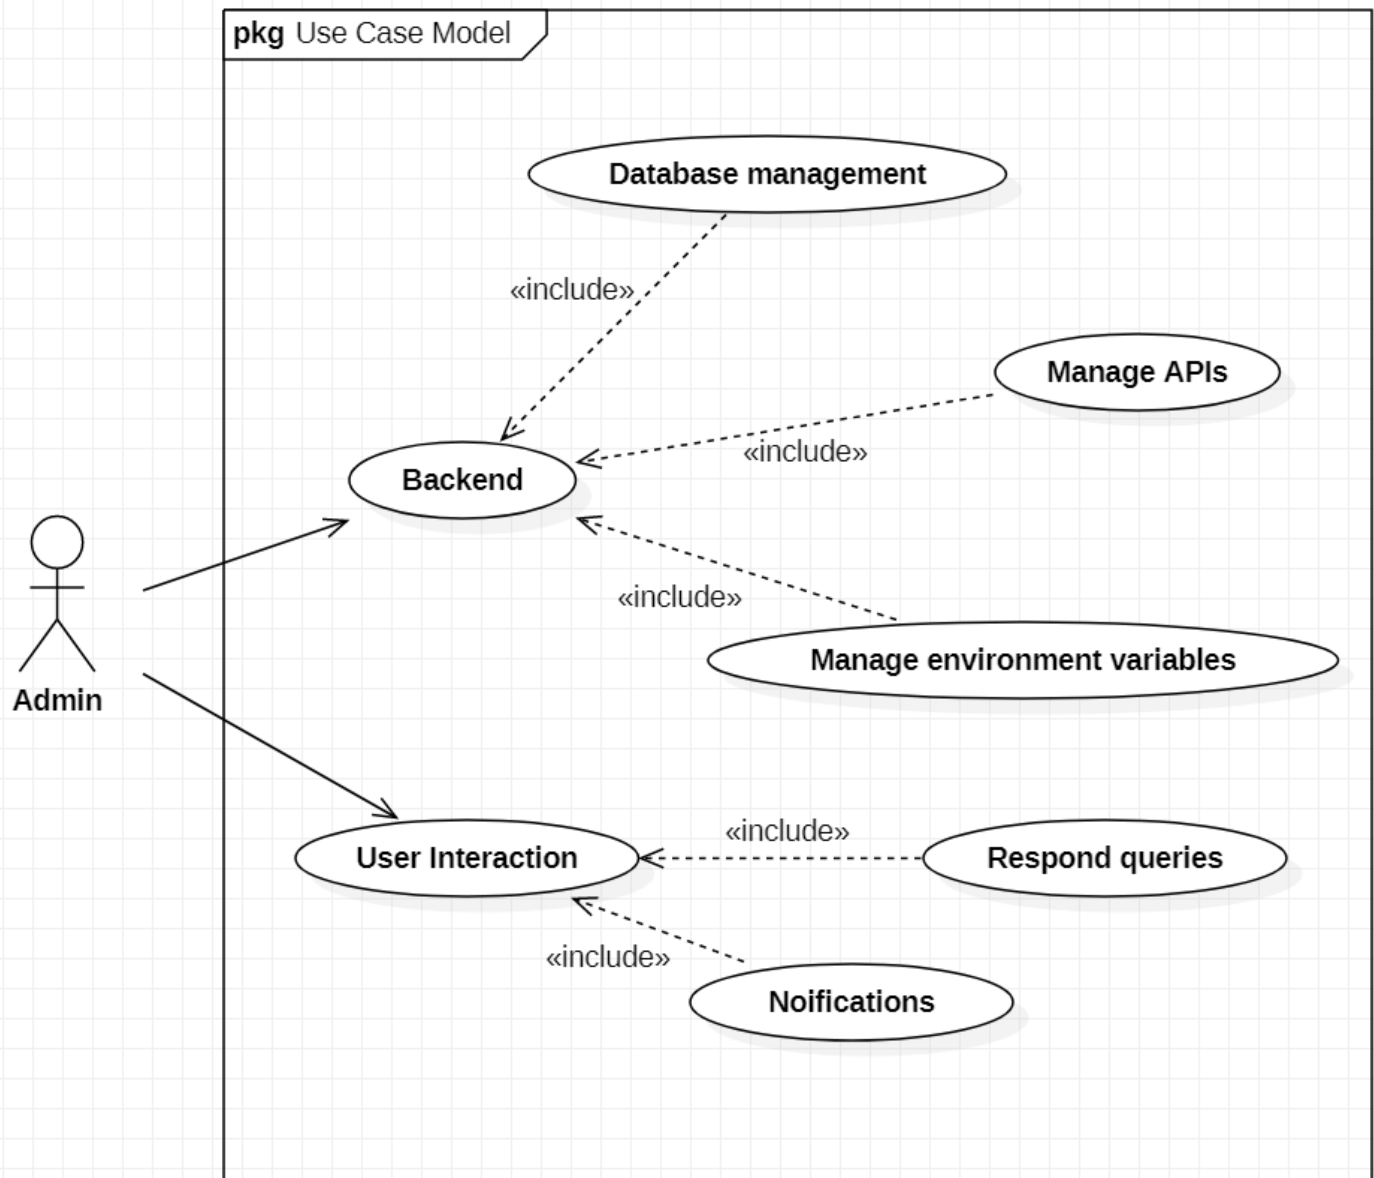 pkg Use Case Model
Database management
«include»
Manage APIs
«include»
Backend
«include»
Manage environment variables
Admin
«include»
User Interaction
Respond queries
«include»
Noifications